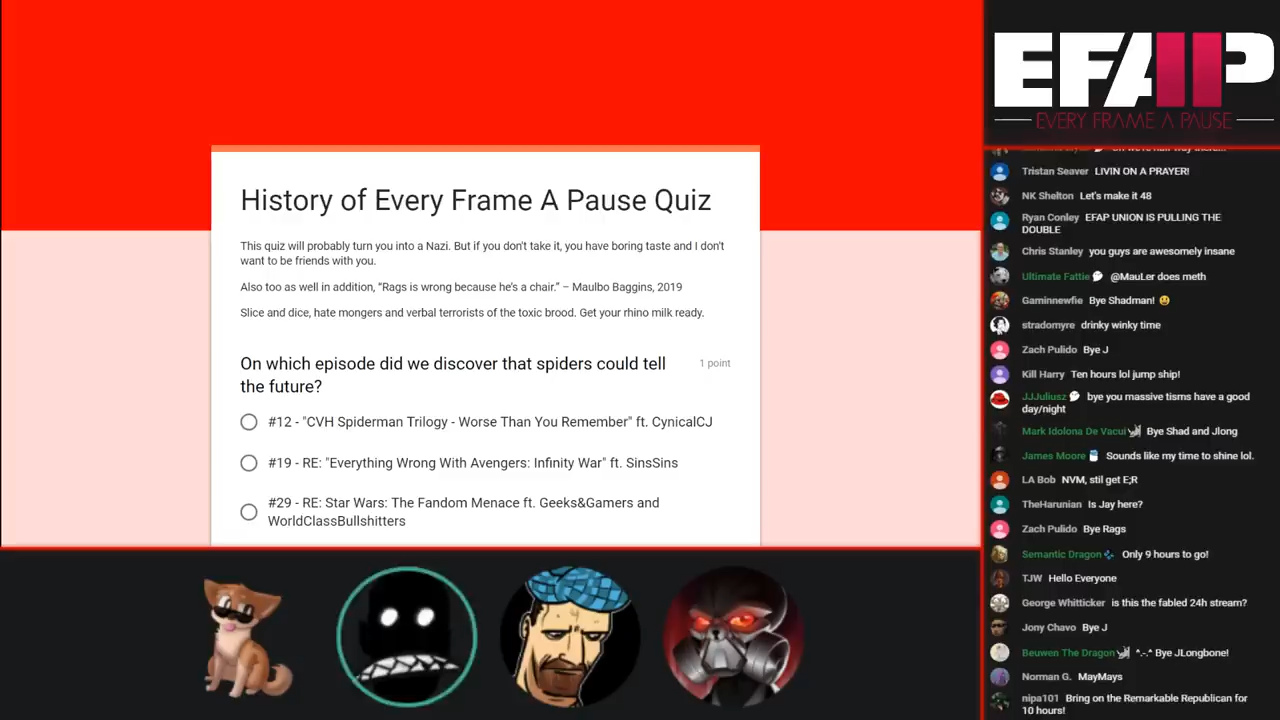 History of Every Frame A Pause Quiz
This quiz will probably turn you into a Nazi. But if you don't take it, you have boring taste and I don't
want to be friends with you.
Also too as well in addition, “Rags is wrong because he's a chair.” – Maulbo Baggins, 2019
Slice and dice, hate mongers and verbal terrorists of the toxic brood. Get your rhino milk ready.
On which episode did we discover that spiders could tell
the future?
1 point
#12 - "CVH Spiderman Trilogy - Worse Than You Remember" ft. CynicalCJ
#19 - RE: "Everything Wrong With Avengers: Infinity War" ft. SinsSins
#29 - RE: Star Wars: The Fandom Menace ft. Geeks&Gamers and
WorldClassBullshitters
EFAP
EVERY FRAME A PAUSE
Tristan Seaver LIVIN ON A PRAYER!
NK Shelton Let's make it 48
Ryan Conley EFAP UNION IS PULLING THE
DOUBLE
Chris Stanley you guys are awesomely insane
Ultimate Fattie @MauLer does meth
Gaminnewfie Bye Shadman! 😃
stradomyre drinky winky time
Zach Pulido Bye J
Kill Harry Ten hours lol jump ship!
JJJuliusz bye you massive tisms have a good
day/night
Mark Idolona De Vacui Bye Shad and Jlong
James Moore Sounds like my time to shine lol.
LA Bob NVM, stil get E;R
TheHarunian Is Jay here?
Zach Pulido Bye Rags
Semantic Dragon Only 9 hours to go!
TJW Hello Everyone
George Whitticker is this the fabled 24h stream?
Jony Chavo Bye J
Beuwen The Dragon ^.-.^ Bye JLongbone!
Norman G. MayMays
nipa101 Bring on the Remarkable Republican for
10 hours!